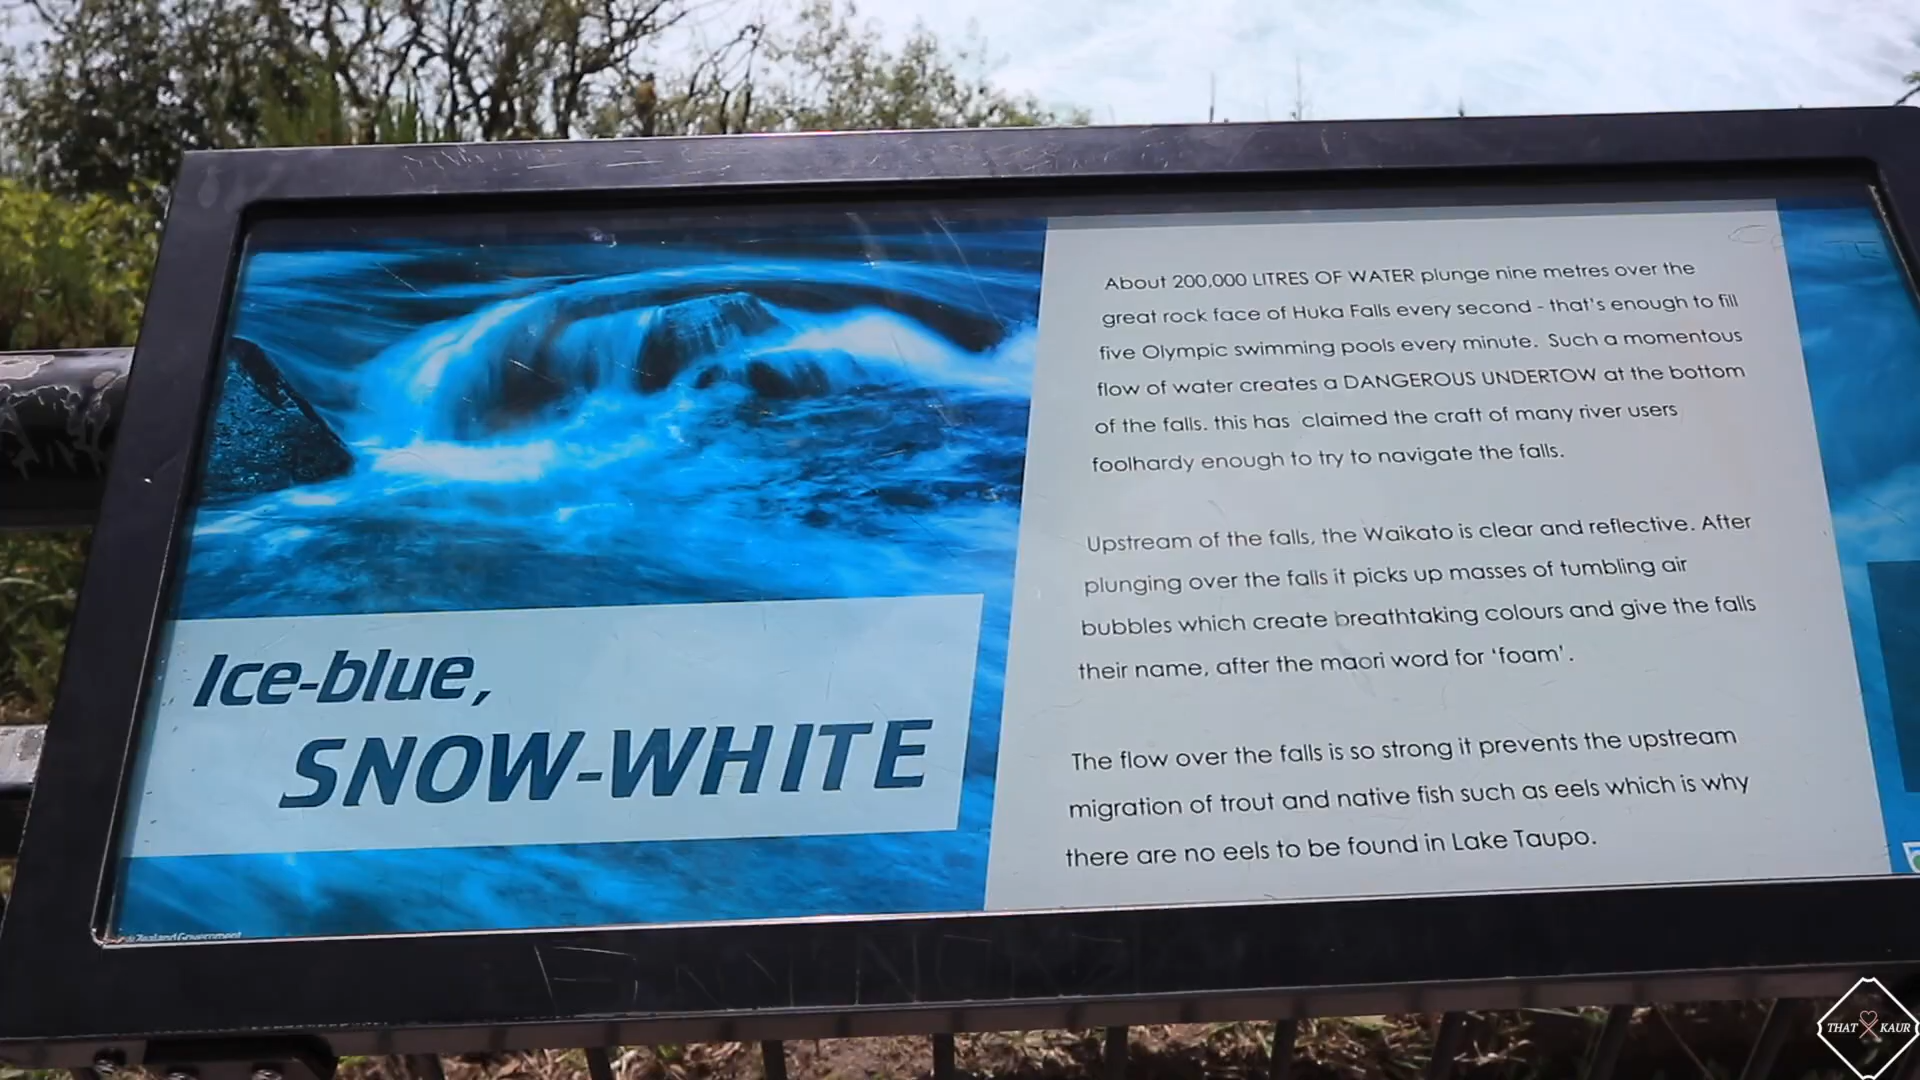 Ice-blue,
SNOW-WHITE
About 200,000 LITRES OF WATER plunge nine metres over the
great rock face of Huka Falls every second - that's enough to fill
five Olympic swimming pools every minute. Such a momentous
flow of water creates a DANGEROUS UNDERTOW at the bottom
of the falls. this has claimed the craft of many river users
foolhardy enough to try to navigate the falls.
Upstream of the falls, the Waikato is clear and reflective. After
plunging over the falls it picks up masses of tumbling air
bubbles which create breathtaking colours and give the falls
their name, after the maori word for 'foam'.
The flow over the falls is so strong it prevents the upstream
migration of trout and native fish such as eels which is why
there are no eels to be found in Lake Taupo.
Zealand Government
THAT KAUR